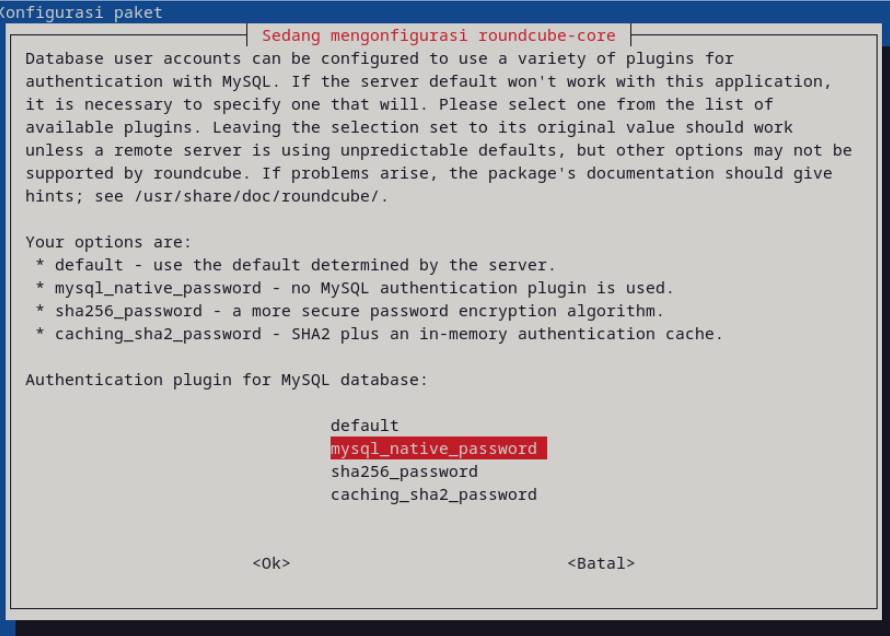 Konfigurasi paket
Sedang mengonfigurasi roundcube-core
Database user accounts can be configured to use a variety of plugins for
authentication with MySQL. If the server default won't work with this application,
it is necessary to specify one that will. Please select one from the list of
available plugins. Leaving the selection set to its original value should work
unless a remote server is using unpredictable defaults, but other options may not be
supported by roundcube. If problems arise, the package's documentation should give
hints; see /usr/share/doc/roundcube/.
Your options are:
* default - use the default determined by the server.
* mysql_native_password - no MySQL authentication plugin is used.
* sha256_password - a more secure password encryption algorithm.
* caching_sha2_password - SHA2 plus an in-memory authentication cache.
Authentication plugin for MySQL database:
default
mysql_native_password
sha256_password
caching_sha2_password
<Ok> <Batal>